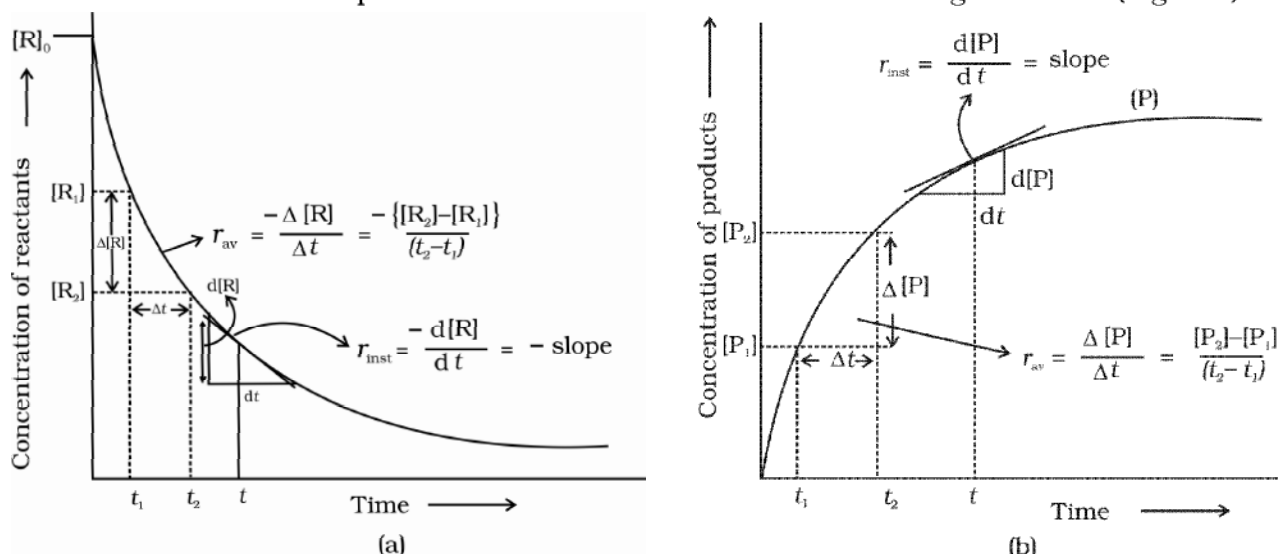 [R]₀
Concentration of reactants
[R₁]
Δ[R]
[R₂]
r_av = −Δ [R] / Δt = −{[R₂]–[R₁]} / (t₂–t₁)
d[R]
Δt
r_inst = −d[R] / dt = − slope
dt
t₁ t₂ t
Time
(a)
Concentration of products
r_inst = d[P] / dt = slope
(P)
d[P]
dt
[P₂]
Δ [P]
[P₁]
Δt
r_av = Δ [P] / Δt = [P₂]–[P₁] / (t₂– t₁)
t₁ t₂ t
Time
(b)